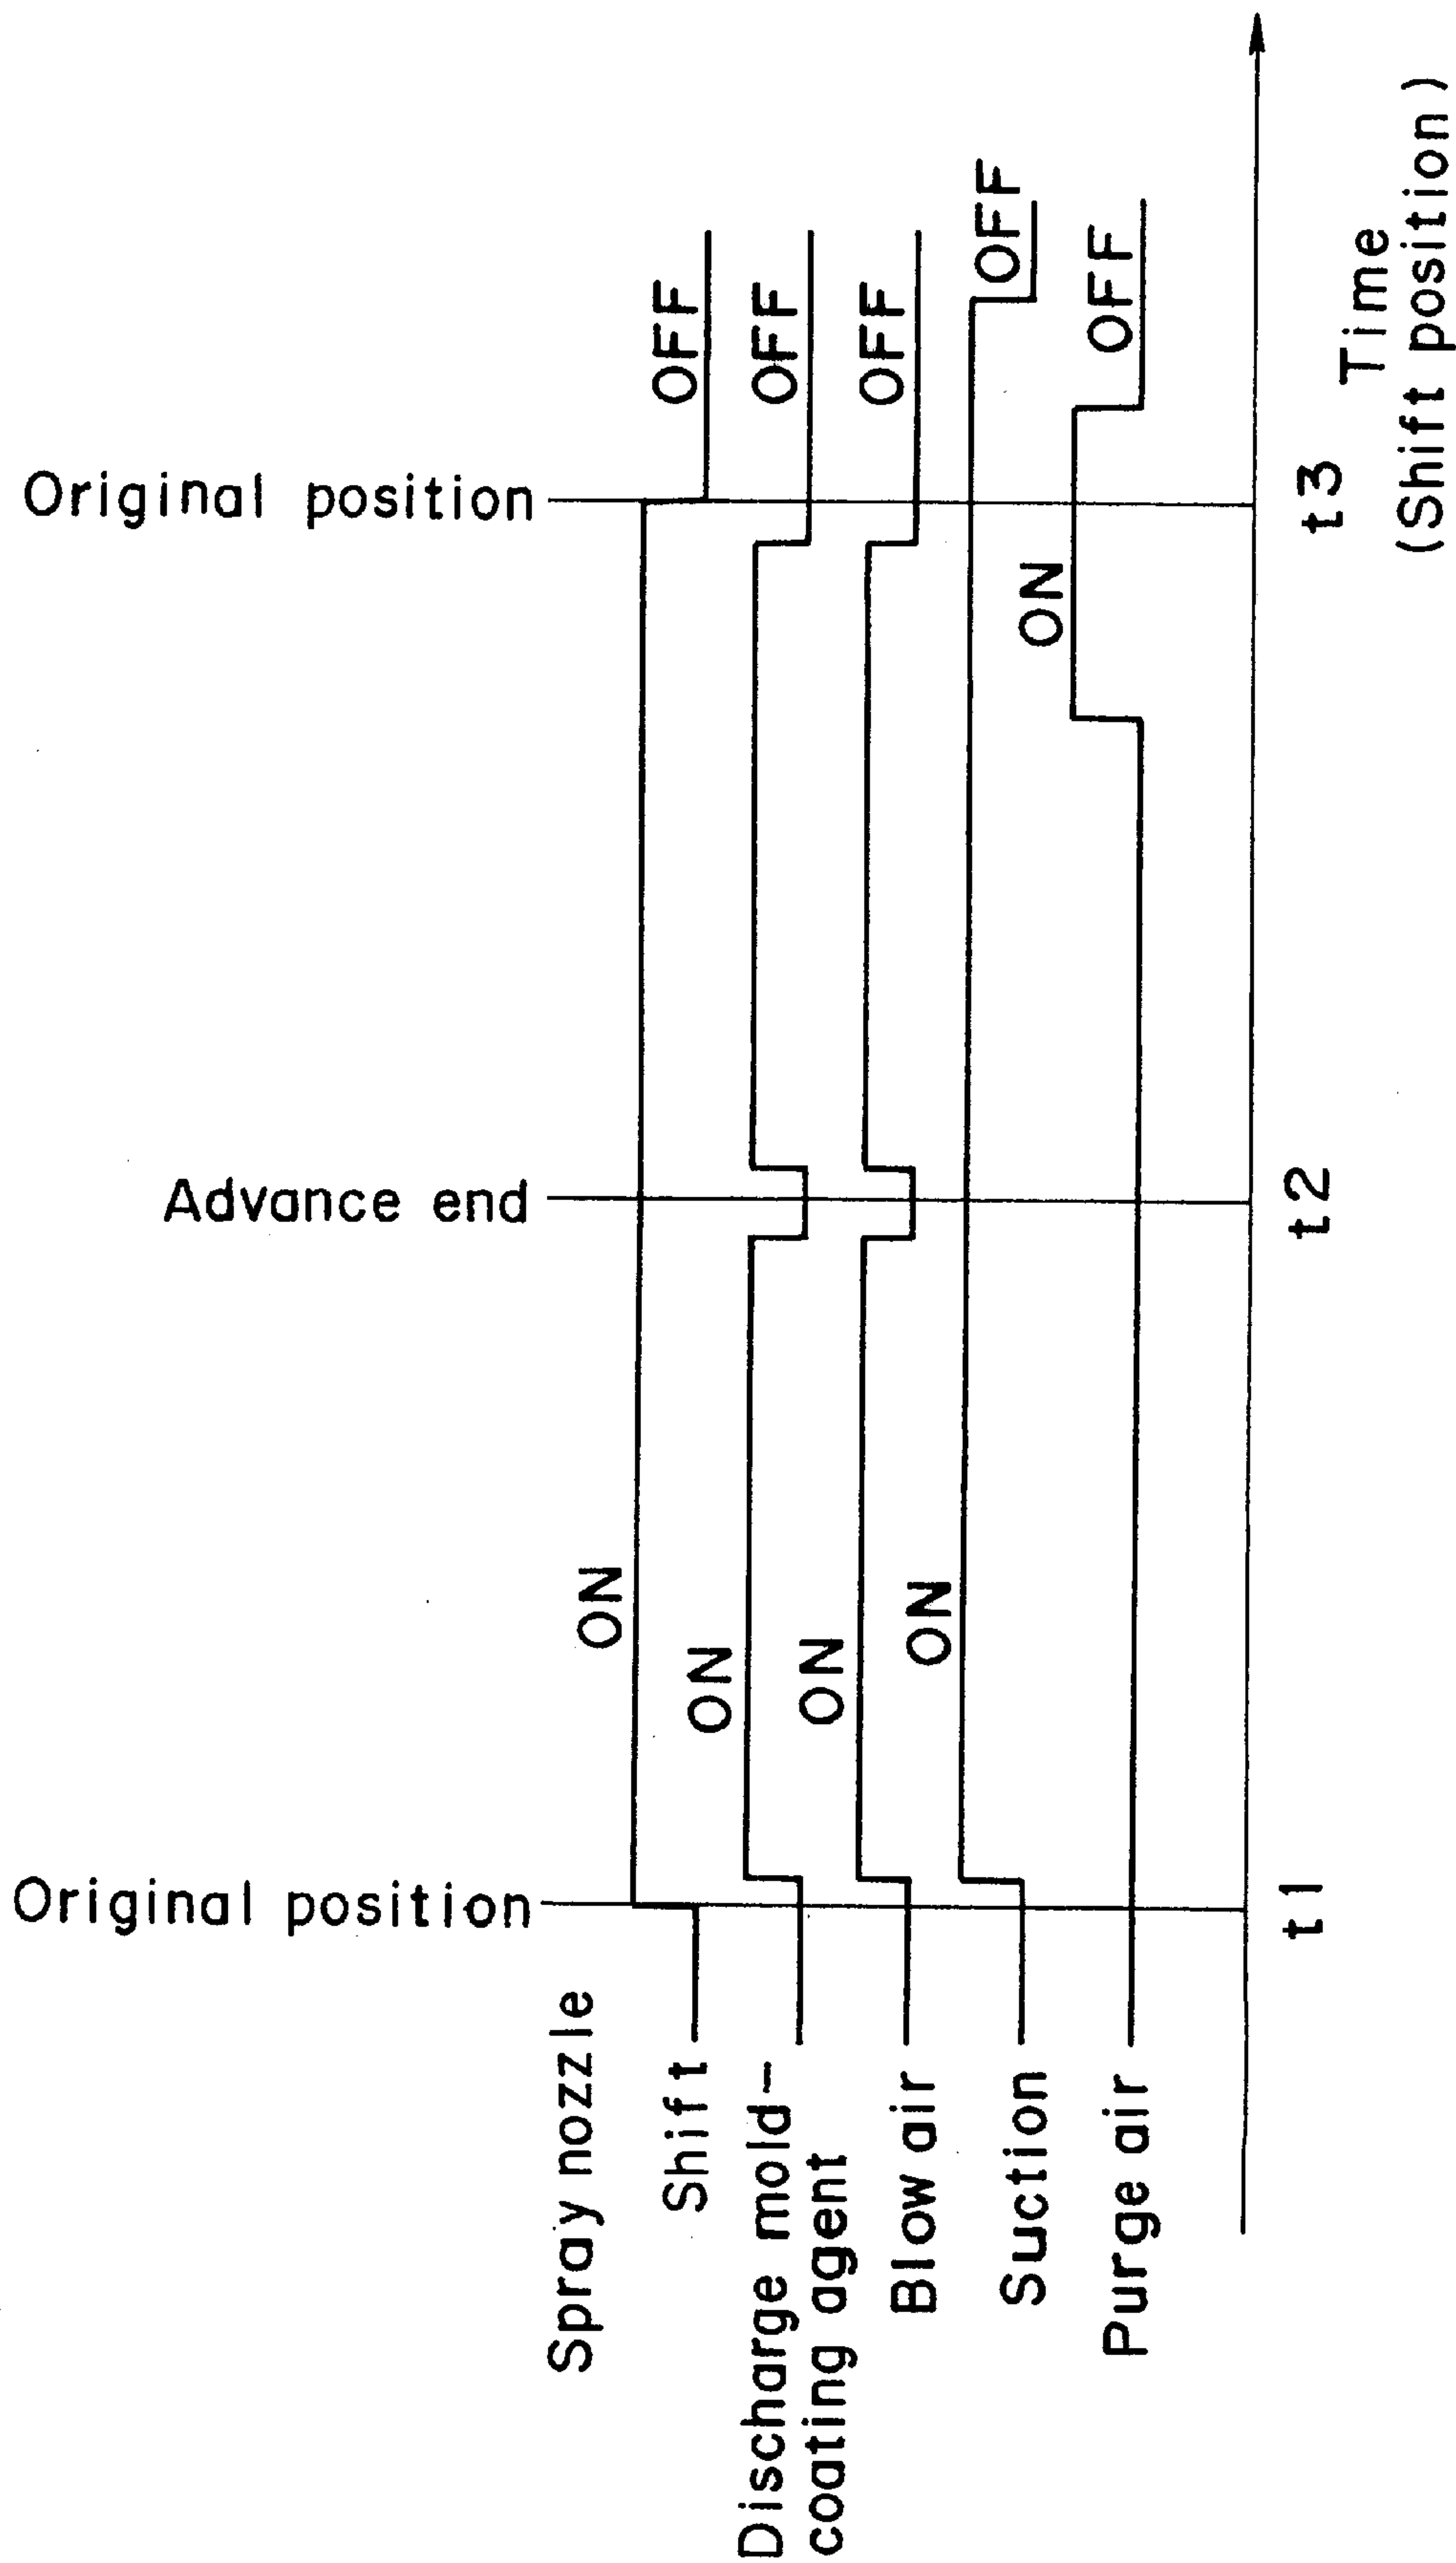 Original position
Advance end
Original position
Spray nozzle
Shift
ON
OFF
Discharge mold-
coating agent
ON
OFF
Blow air
ON
OFF
Suction
ON
OFF
Purge air
ON
OFF
t1
t2
t3
Time
(Shift position)